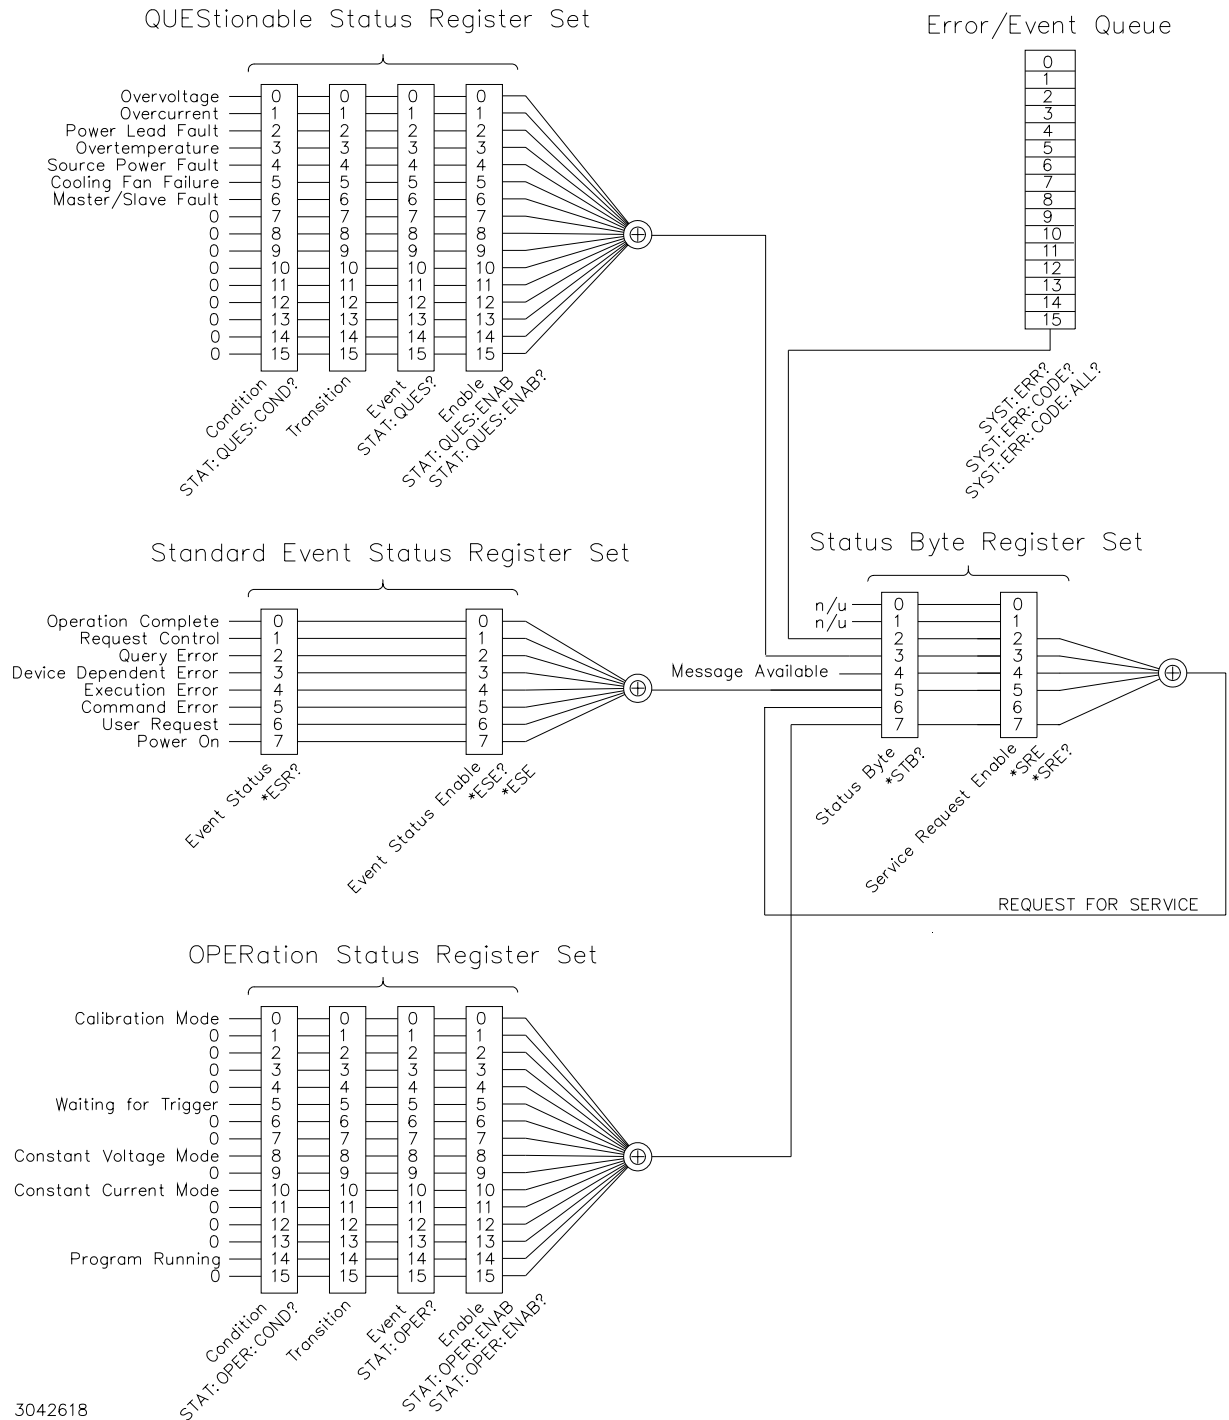 QUEStionable Status Register Set
Overvoltage 0 0 0 0
Overcurrent 1 1 1 1
Power Lead Fault 2 2 2 2
Overtemperature 3 3 3 3
Source Power Fault 4 4 4 4
Cooling Fan Failure 5 5 5 5
Master/Slave Fault 6 6 6 6
0 7 7 7 7
0 8 8 8 8
0 9 9 9 9
0 10 10 10 10
0 11 11 11 11
0 12 12 12 12
0 13 13 13 13
0 14 14 14 14
0 15 15 15 15
Condition
STAT:QUES:COND?
Transition
Event
STAT:QUES?
Enable
STAT:QUES:ENAB
STAT:QUES:ENAB?
Error/Event Queue
0
1
2
3
4
5
6
7
8
9
10
11
12
13
14
15
SYST:ERR?
SYST:ERR:CODE?
SYST:ERR:CODE:ALL?
Standard Event Status Register Set
Operation Complete 0 0
Request Control 1 1
Query Error 2 2
Device Dependent Error 3 3
Execution Error 4 4
Command Error 5 5
User Request 6 6
Power On 7 7
Event Status
*ESR?
Event Status Enable
*ESE?
*ESE
Status Byte Register Set
n/u 0 0
n/u 1 1
2 2
3 3
Message Available 4 4
5 5
6 6
7 7
Status Byte
*STB?
Service Request Enable
*SRE
*SRE?
REQUEST FOR SERVICE
OPERation Status Register Set
Calibration Mode 0 0 0 0
0 1 1 1 1
0 2 2 2 2
0 3 3 3 3
0 4 4 4 4
Waiting for Trigger 5 5 5 5
0 6 6 6 6
0 7 7 7 7
Constant Voltage Mode 8 8 8 8
0 9 9 9 9
Constant Current Mode 10 10 10 10
0 11 11 11 11
0 12 12 12 12
0 13 13 13 13
Program Running 14 14 14 14
0 15 15 15 15
Condition
STAT:OPER:COND?
Transition
Event
STAT:OPER?
Enable
STAT:OPER:ENAB
STAT:OPER:ENAB?
3042618